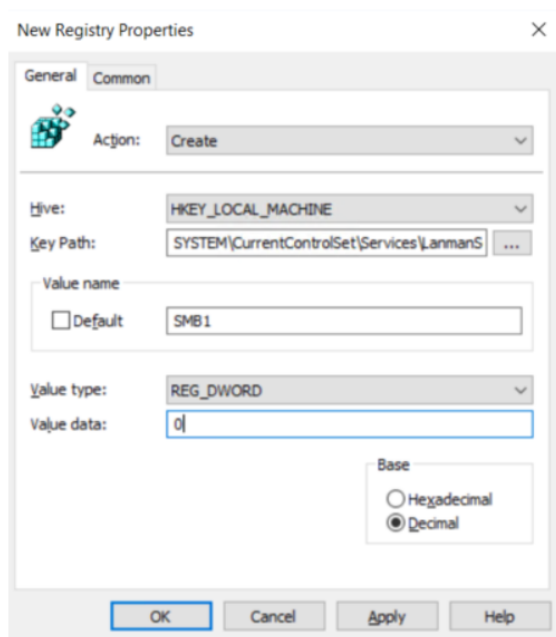 New Registry Properties
General Common
Action: Create
Hive: HKEY_LOCAL_MACHINE
Key Path: SYSTEM\CurrentControlSet\Services\LanmanS ...
Value name
Default SMB1
Value type: REG_DWORD
Value data: 0
Base
Hexadecimal
Decimal
OK Cancel Apply Help